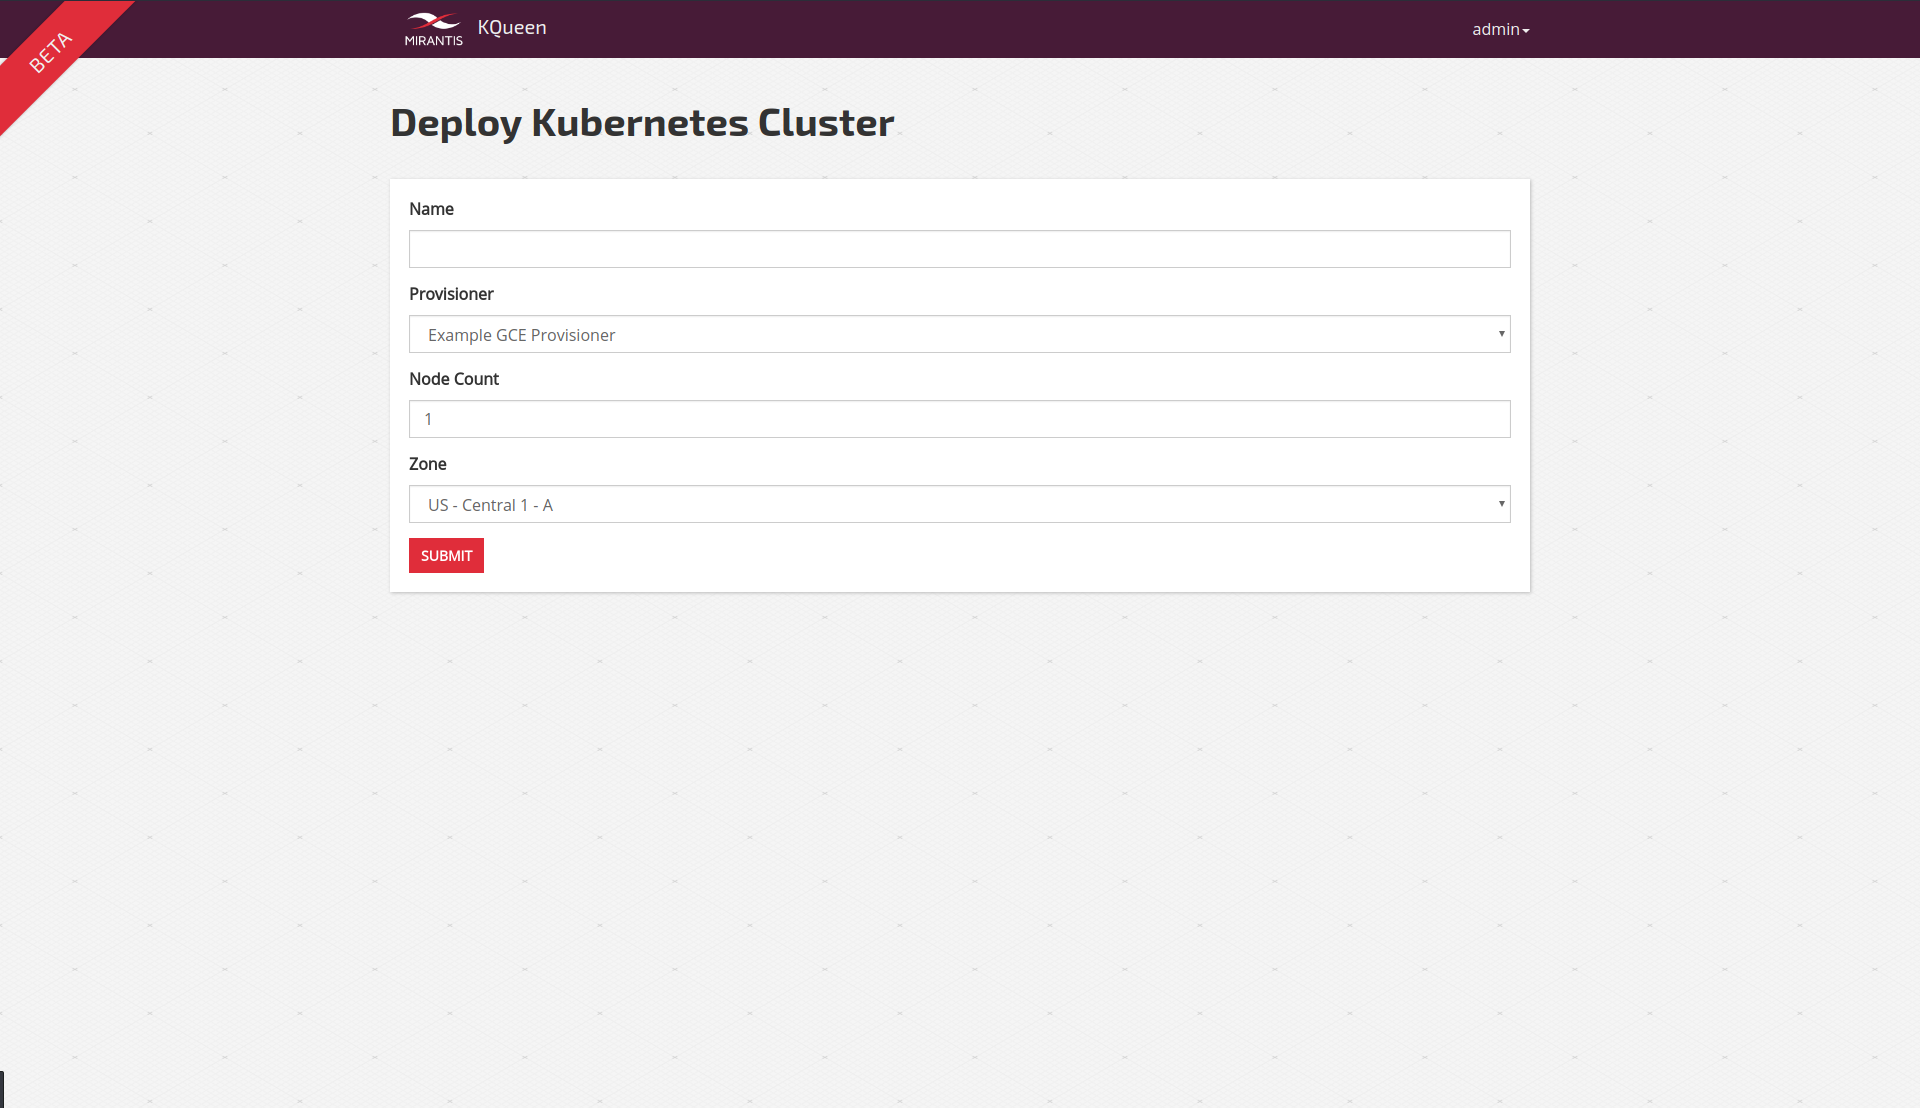 BETA
MIRANTIS
KQueen
admin
Deploy Kubernetes Cluster
Name
Provisioner
Example GCE Provisioner
Node Count
1
Zone
US - Central 1 - A
SUBMIT